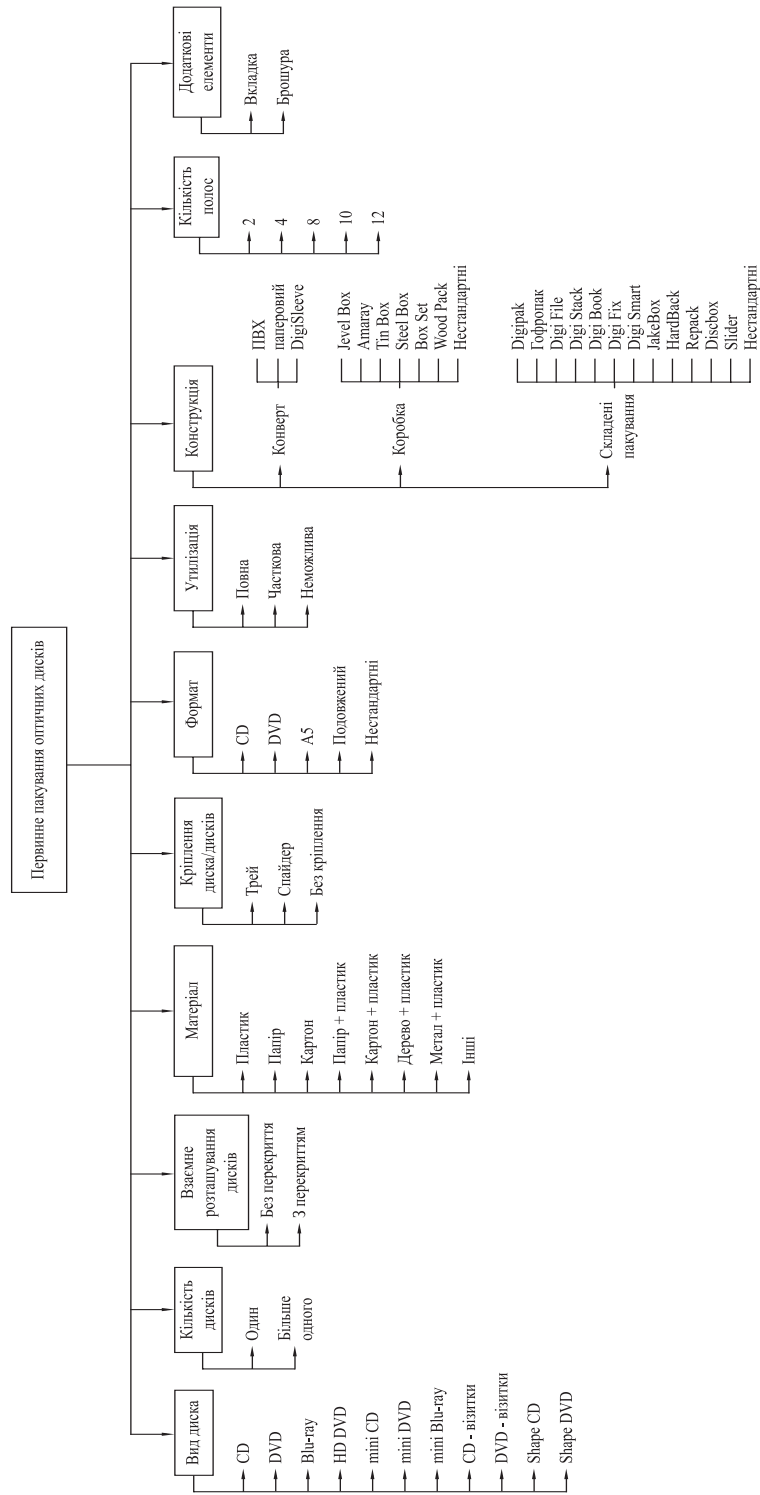 Первинне пакування оптичних дисків
Вид диска
CD
DVD
Blu-ray
HD DVD
mini CD
mini DVD
mini Blu-ray
CD - візитки
DVD - візитки
Shape CD
Shape DVD
Кількість
дисків
Один
Більше
одного
Взаємне
розташування
дисків
Без перекриття
З перекриттям
Матеріал
Пластик
Папір
Картон
Папір + пластик
Картон + пластик
Дерево + пластик
Метал + пластик
Інші
Кріплення
диска/дисків
Трей
Спайдер
Без кріплення
Формат
CD
DVD
А5
Подовжений
Нестандартні
Утилізація
Повна
Часткова
Неможлива
Конструкція
Конверт
ПВХ
паперовий
DigiSleeve
Коробка
Jevel Box
Amaray
Tin Box
Steel Box
Box Set
Wood Pack
Нестандартні
Складені
пакування
Digipak
Гофропак
Digi File
Digi Stack
Digi Book
Digi Fix
Digi Smart
JakeBox
HardBack
Repack
Discbox
Slider
Нестандартні
Кількість
полос
2
4
8
10
12
Додаткові
елементи
Вкладка
Брошура